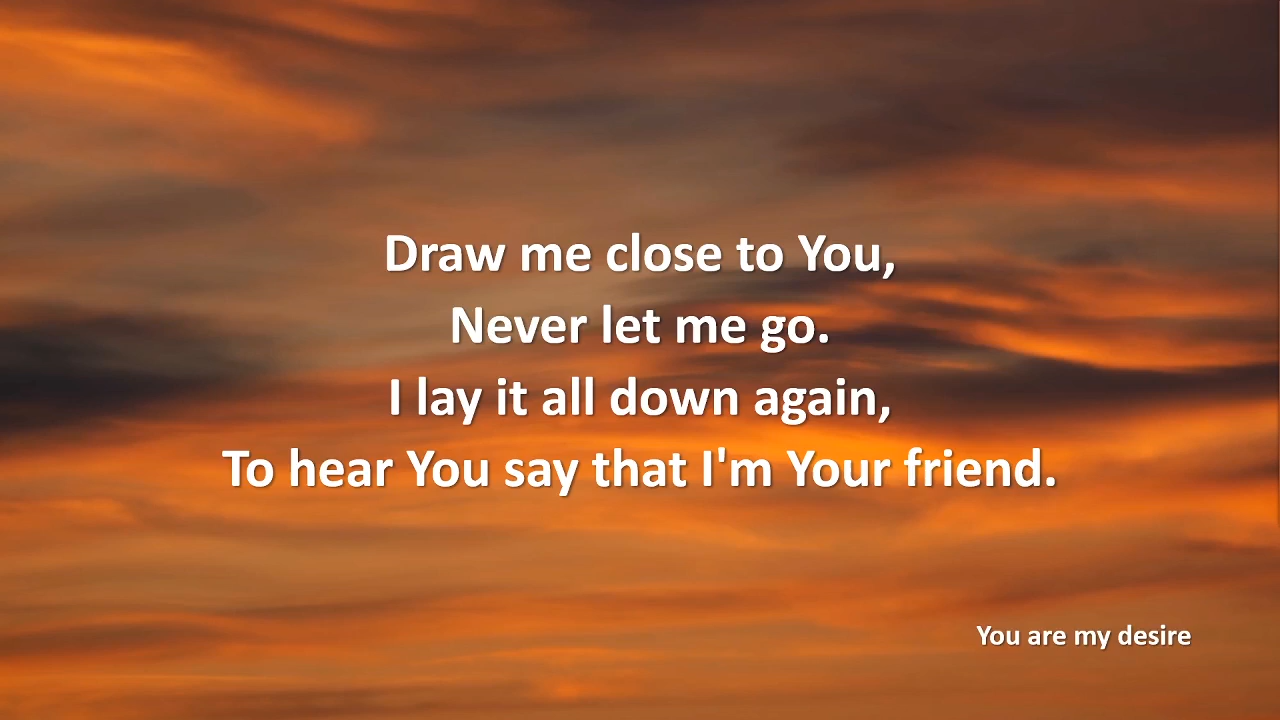 Draw me close to You,
Never let me go.
I lay it all down again,
To hear You say that I'm Your friend.
You are my desire